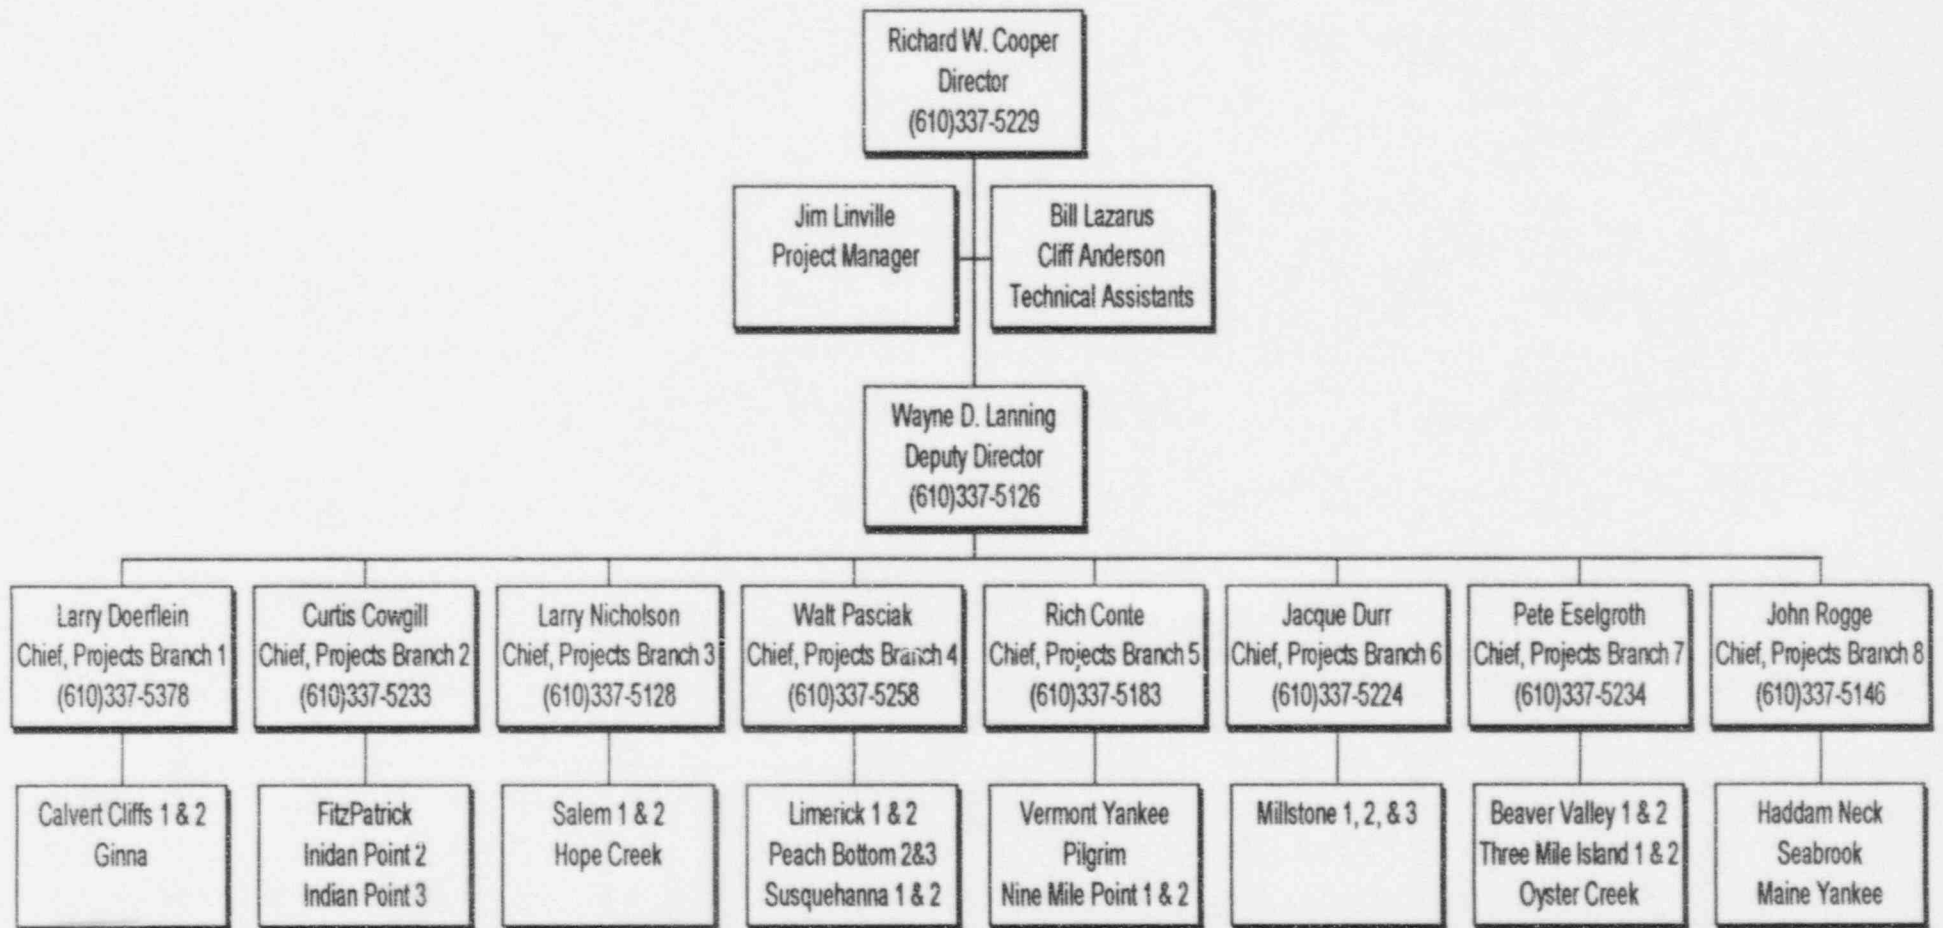 Richard W. Cooper
Director
(610)337-5229
Jim Linville
Project Manager
Bill Lazarus
Cliff Anderson
Technical Assistants
Wayne D. Lanning
Deputy Director
(610)337-5126
Larry Doerflein
Chief, Projects Branch 1
(610)337-5378
Curtis Cowgill
Chief, Projects Branch 2
(610)337-5233
Larry Nicholson
Chief, Projects Branch 3
(610)337-5128
Walt Pasciak
Chief, Projects Branch 4
(610)337-5258
Rich Conte
Chief, Projects Branch 5
(610)337-5183
Jacque Durr
Chief, Projects Branch 6
(610)337-5224
Pete Eselgroth
Chief, Projects Branch 7
(610)337-5234
John Rogge
Chief, Projects Branch 8
(610)337-5146
Calvert Cliffs 1 & 2
Ginna
FitzPatrick
Inidan Point 2
Indian Point 3
Salem 1 & 2
Hope Creek
Limerick 1 & 2
Peach Bottom 2&3
Susquehanna 1 & 2
Vermont Yankee
Pilgrim
Nine Mile Point 1 & 2
Millstone 1, 2, & 3
Beaver Valley 1 & 2
Three Mile Island 1 & 2
Oyster Creek
Haddam Neck
Seabrook
Maine Yankee